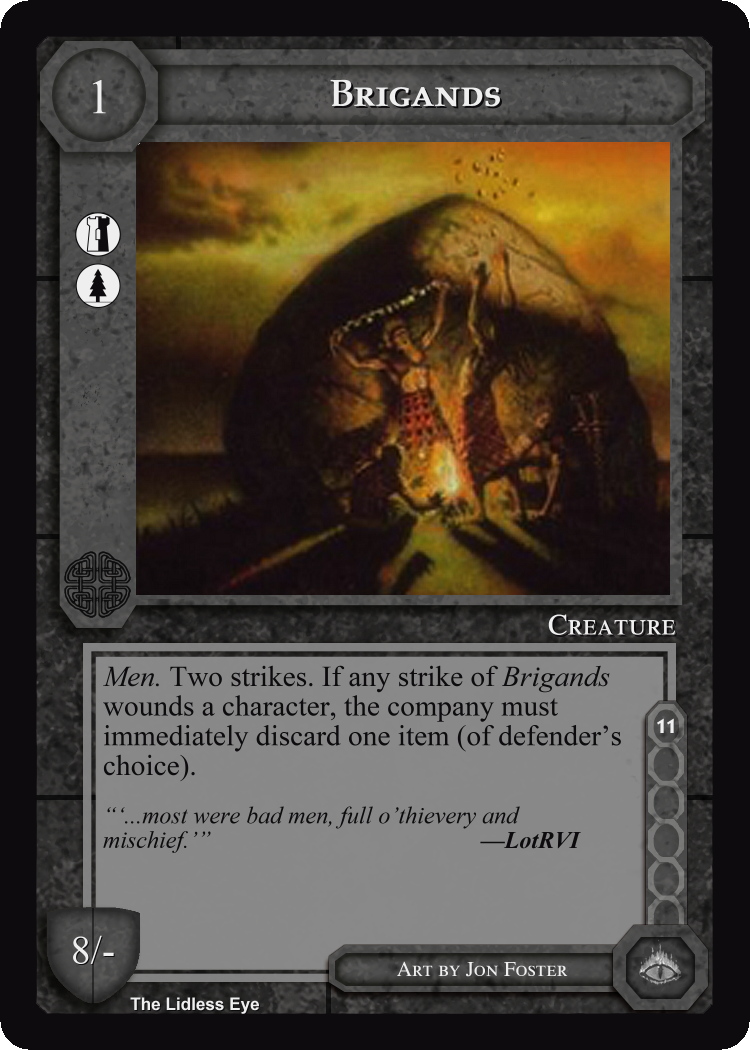 1
BRIGANDS
CREATURE
Men. Two strikes. If any strike of Brigands
wounds a character, the company must
immediately discard one item (of defender's
choice).
11
"'...most were bad men, full o'thievery and
mischief.'" —LotRVI
8/-
ART BY JON FOSTER
The Lidless Eye